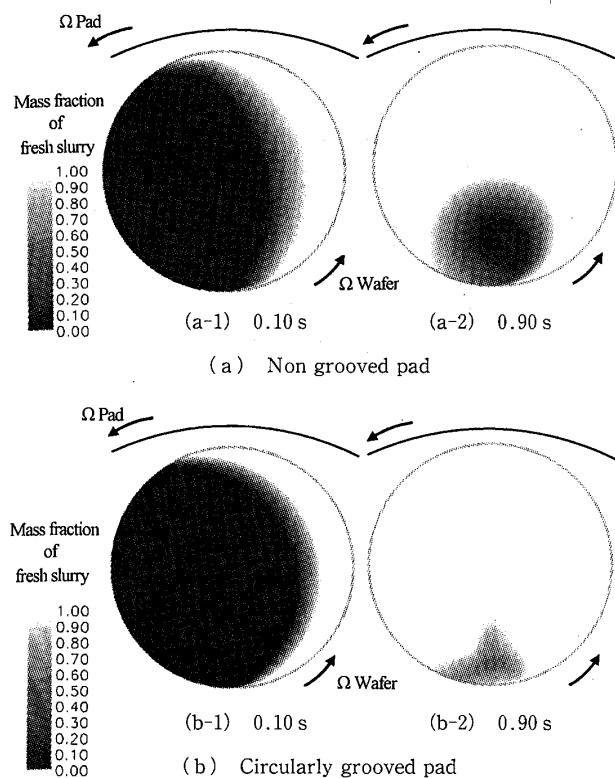 Ω Pad
Mass fraction
of
fresh slurry
1.00
0.90
0.80
0.70
0.60
0.50
0.40
0.30
0.20
0.10
0.00
Ω Wafer
(a-1) 0.10 s
(a-2) 0.90 s
(a) Non grooved pad
Ω Pad
Mass fraction
of
fresh slurry
1.00
0.90
0.80
0.70
0.60
0.50
0.40
0.30
0.20
0.10
0.00
Ω Wafer
(b-1) 0.10 s
(b-2) 0.90 s
(b) Circularly grooved pad